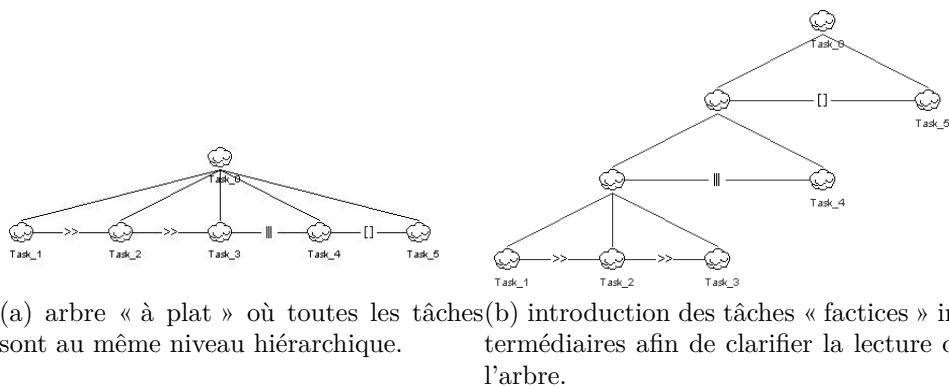 Task_0
>> >> ||| []
Task_1 Task_2 Task_3 Task_4 Task_5
(a) arbre « à plat » où toutes les tâches
sont au même niveau hiérarchique.
Task_0
[]
Task_5
|||
Task_4
>> >>
Task_1 Task_2 Task_3
(b) introduction des tâches « factices » in
termédiaires afin de clarifier la lecture
l'arbre.